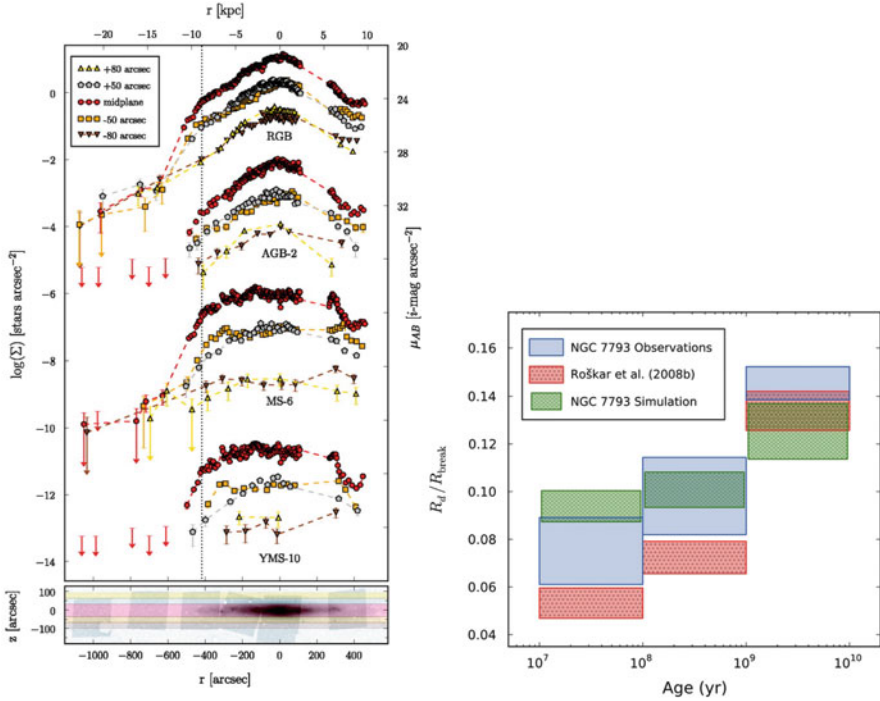 r [kpc]
−20 −15 −10 −5 0 5 10
+80 arcsec
+50 arcsec
midplane
-50 arcsec
-80 arcsec
RGB
AGB-2
MS-6
YMS-10
log(Σ) [stars arcsec⁻²]
0
−2
−4
−6
−8
−10
−12
−14
20
24
28
32
μ_AB [i-mag arcsec⁻²]
z [arcsec]
100
0
−100
−1000 −800 −600 −400 −200 0 200 400
r [arcsec]
NGC 7793 Observations
Roškar et al. (2008b)
NGC 7793 Simulation
R_d/R_break
0.16
0.14
0.12
0.10
0.08
0.06
0.04
10⁷ 10⁸ 10⁹ 10¹⁰
Age (yr)